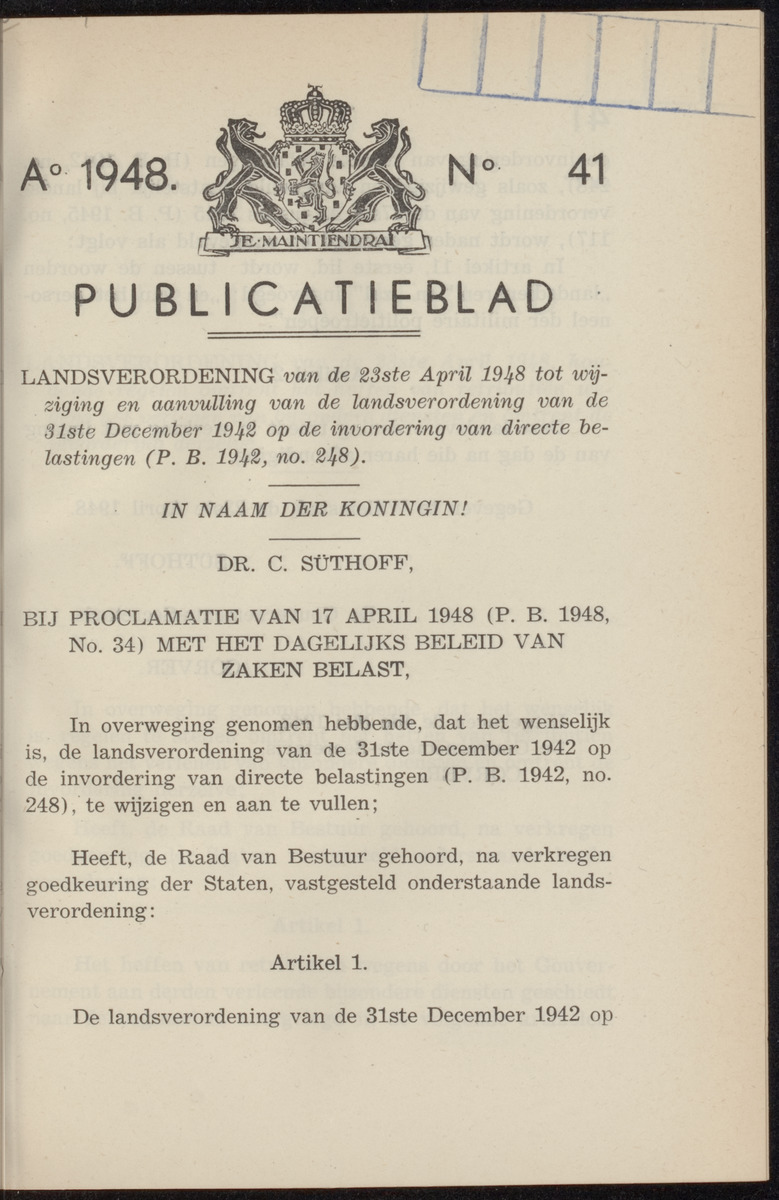 Aº 1948. Nº. 41
JE·MAINTIENDRAI
PUBLICATIEBLAD
LANDSVERORDENING van de 23ste April 1948 tot wij-
ziging en aanvulling van de landsverordening van de
31ste December 1942 op de invordering van directe be-
lastingen (P. B. 1942, no. 248).
IN NAAM DER KONINGIN!
DR. C. SÜTHOFF,
BIJ PROCLAMATIE VAN 17 APRIL 1948 (P. B. 1948,
No. 34) MET HET DAGELIJKS BELEID VAN
ZAKEN BELAST,
In overweging genomen hebbende, dat het wenselijk
is, de landsverordening van de 31ste December 1942 op
de invordering van directe belastingen (P. B. 1942, no.
248), te wijzigen en aan te vullen;
Heeft, de Raad van Bestuur gehoord, na verkregen
goedkeuring der Staten, vastgesteld onderstaande lands-
verordening:
Artikel 1.
De landsverordening van de 31ste December 1942 op